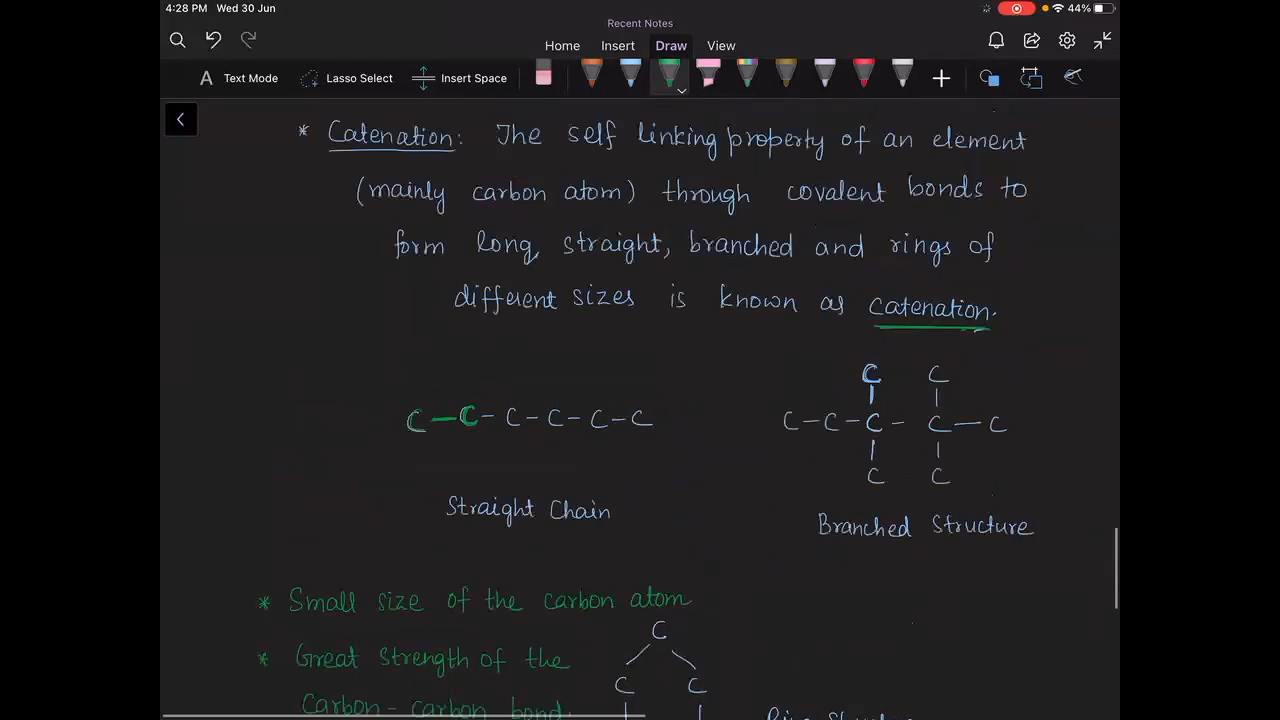 4:28 PM Wed 30 Jun
44%
Recent Notes
Home Insert Draw View
Text Mode Lasso Select Insert Space
* Catenation: The self linking property of an element
(mainly carbon atom) through covalent bonds to
form long, straight, branched and rings of
different sizes is known as catenation.
C C
C - C - C - C - C - C
C - C - C - C - C
C C
Straight Chain
Branched Structure
* Small size of the carbon atom
C
* Great strength of the
C C
Carbon - carbon bond.